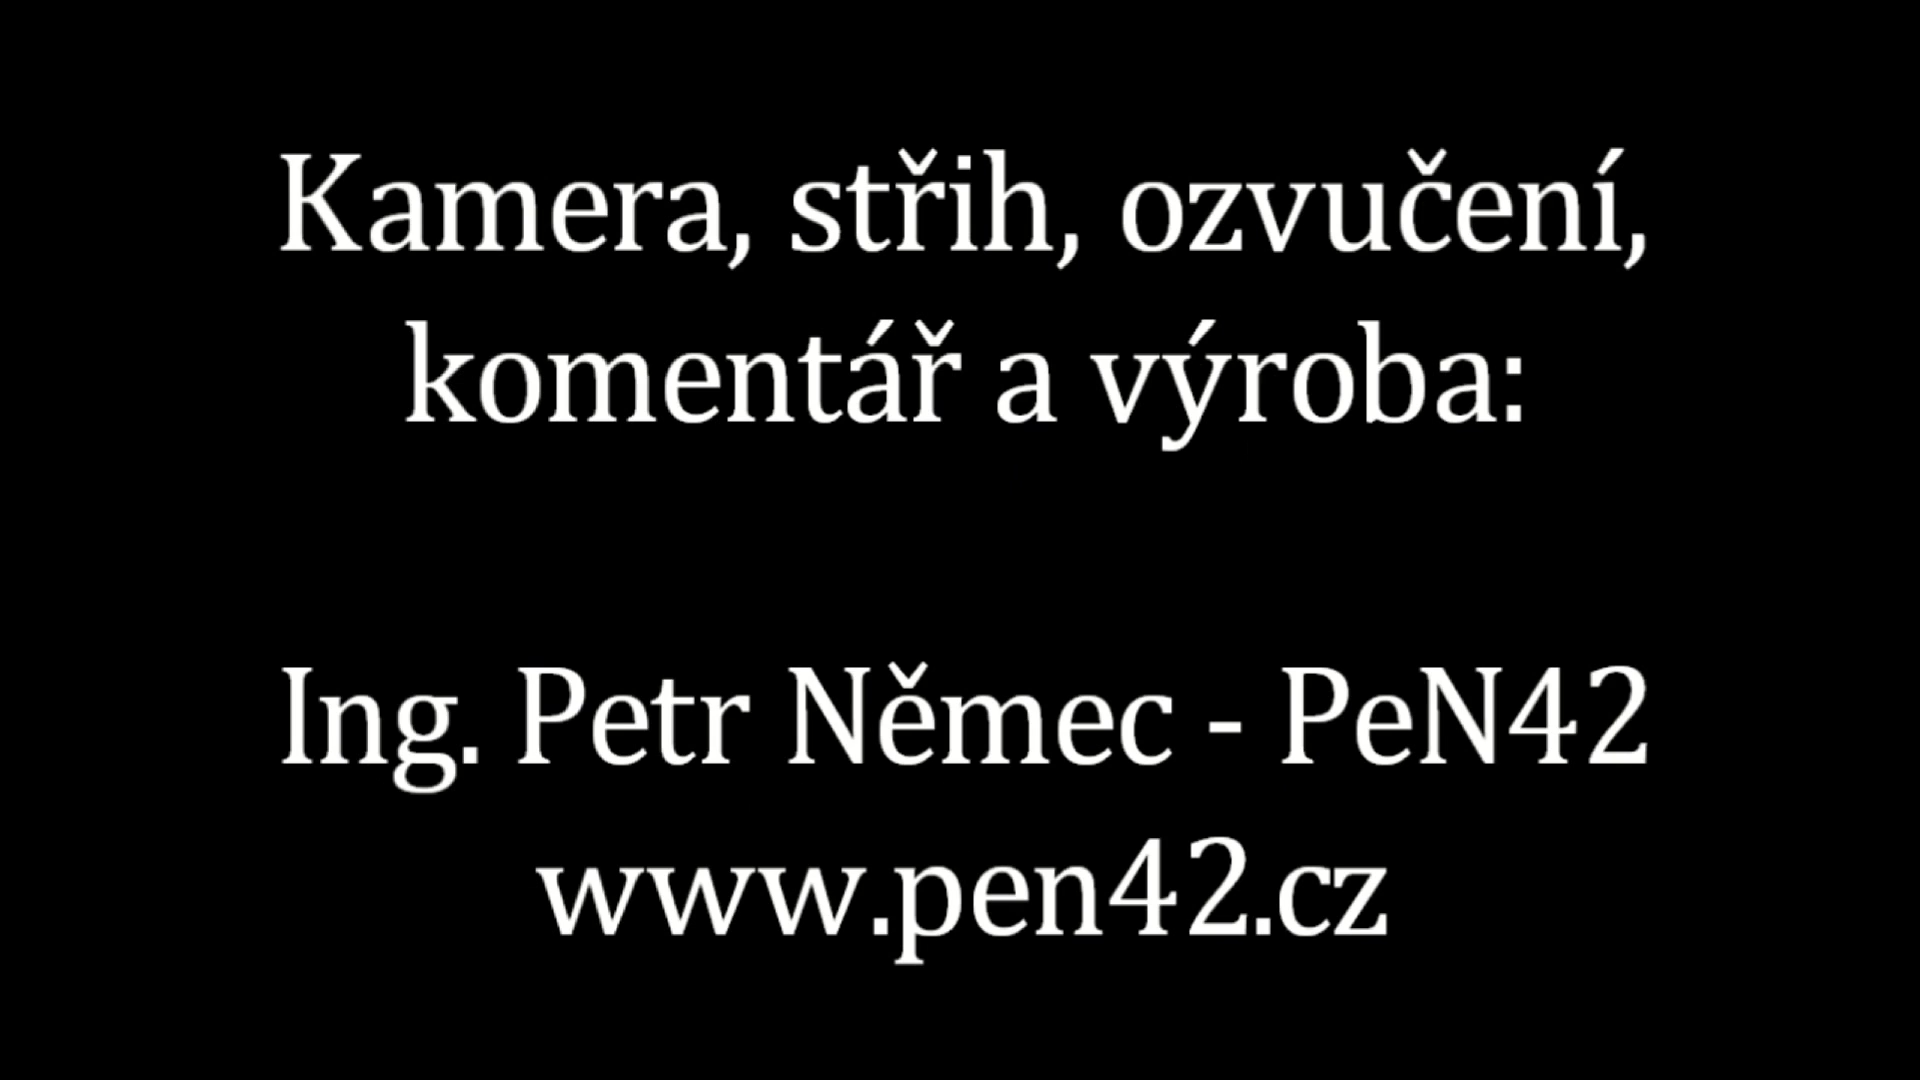 Kamera, střih, ozvučení,
komentář a výroba:
Ing. Petr Němec - PeN42
www.pen42.cz